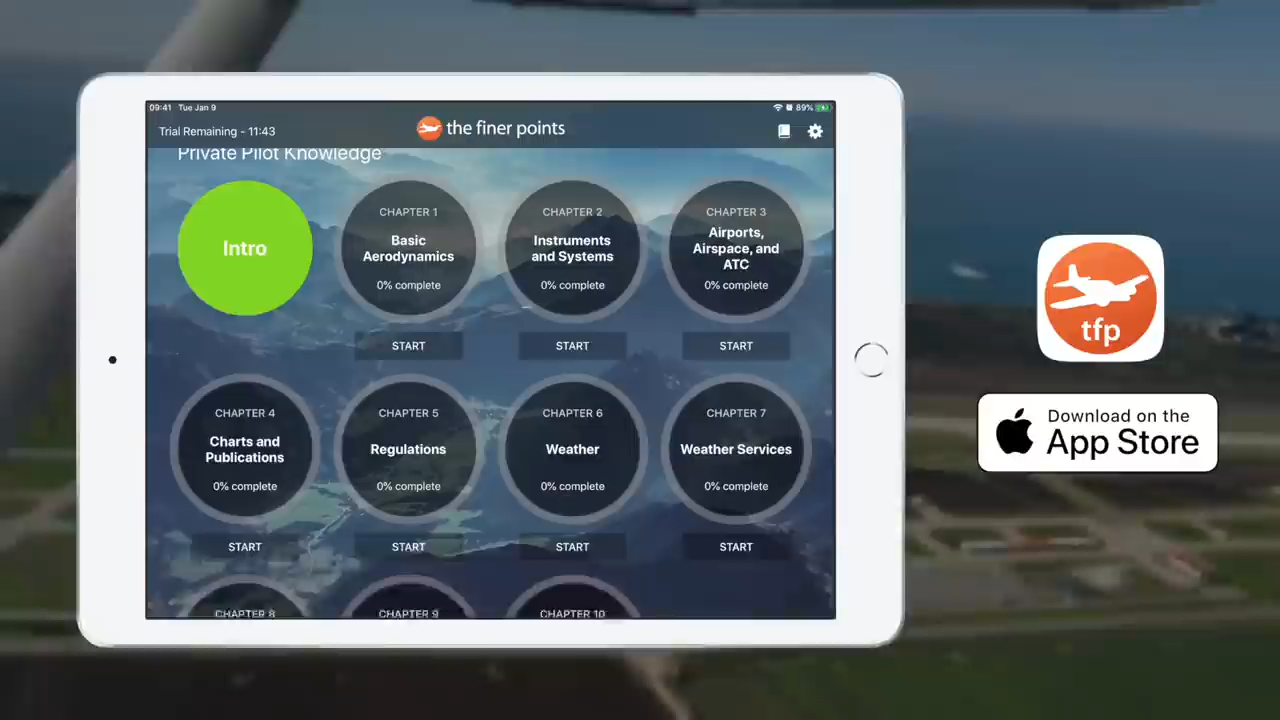 09:41 Tue Jan 9
89%
Trial Remaining - 11:43
the finer points
Private Pilot Knowledge
Intro
CHAPTER 1
Basic
Aerodynamics
0% complete
START
CHAPTER 2
Instruments
and Systems
0% complete
START
CHAPTER 3
Airports,
Airspace, and
ATC
0% complete
START
CHAPTER 4
Charts and
Publications
0% complete
START
CHAPTER 5
Regulations
0% complete
START
CHAPTER 6
Weather
0% complete
START
CHAPTER 7
Weather Services
0% complete
START
CHAPTER 8
CHAPTER 9
CHAPTER 10
tfp
Download on the
App Store